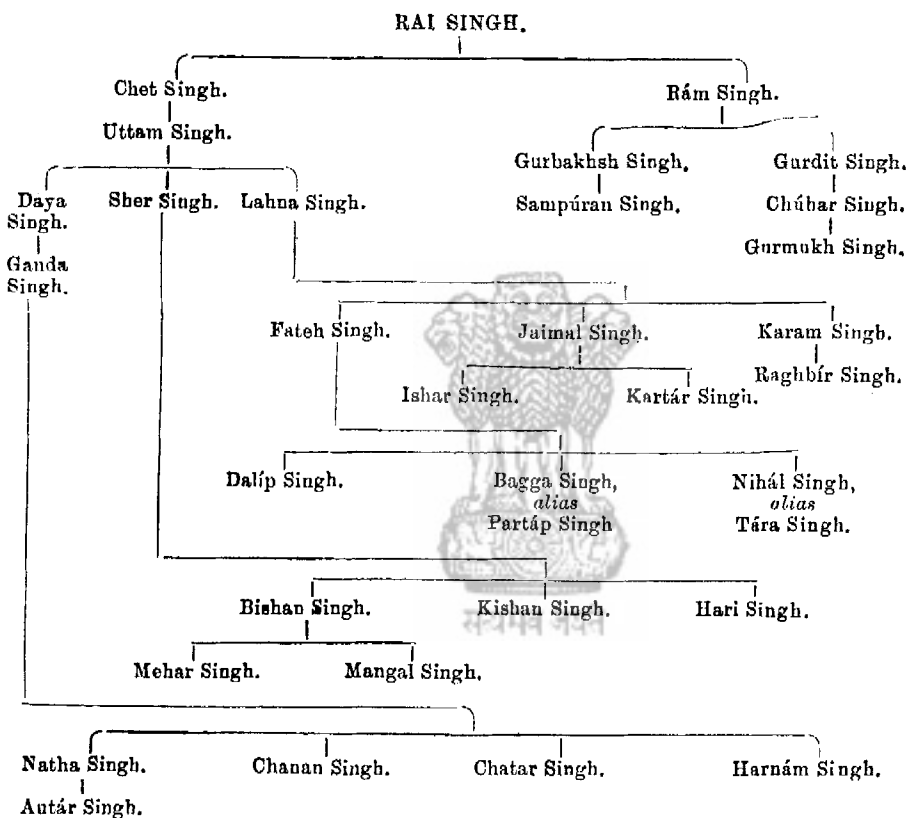 RAI SINGH.
Chet Singh. Rám Singh.
Uttam Singh.
Gurbakhsh Singh. Gurdit Singh.
Daya Singh. Sher Singh. Lahna Singh. Sampúran Singh. Chúhar Singh.
Ganda Singh. Gurmukh Singh.
Fateh Singh. Jaimal Singh. Karam Singh.
Ishar Singh. Kartár Singh. Raghbír Singh.
Dalíp Singh. Bagga Singh, Nihál Singh,
alias alias
Partáp Singh Tára Singh.
Bishan Singh. Kishan Singh. Hari Singh.
सत्यमेव जयते
Mehar Singh. Mangal Singh.
Natha Singh. Chanan Singh. Chatar Singh. Harnám Singh.
Autár Singh.